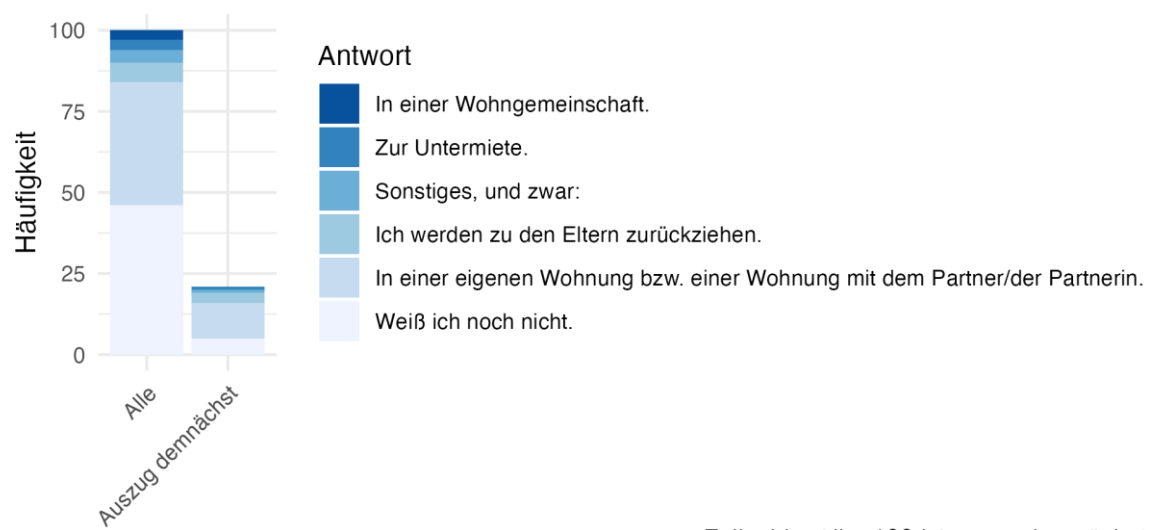 Antwort
In einer Wohngemeinschaft.
Zur Untermiete.
Sonstiges, und zwar:
Ich werden zu den Eltern zurückziehen.
In einer eigenen Wohnung bzw. einer Wohnung mit dem Partner/der Partnerin.
Weiß ich noch nicht.
Häufigkeit
100
75
50
25
0
Alle
Auszug demnächst